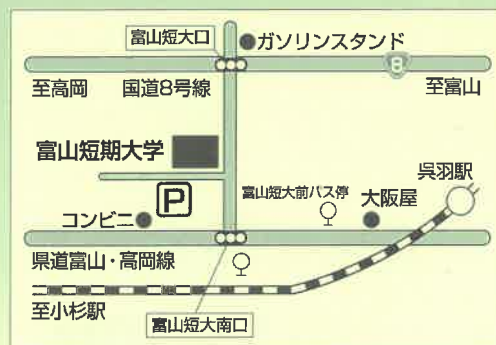 富山短大口
ガソリンスタンド
8
至高岡
国道8号線
至富山
富山短期大学
呉羽駅
P
富山短大前バス停
大阪屋
コンビニ
県道富山・高岡線
至小杉駅
富山短大南口